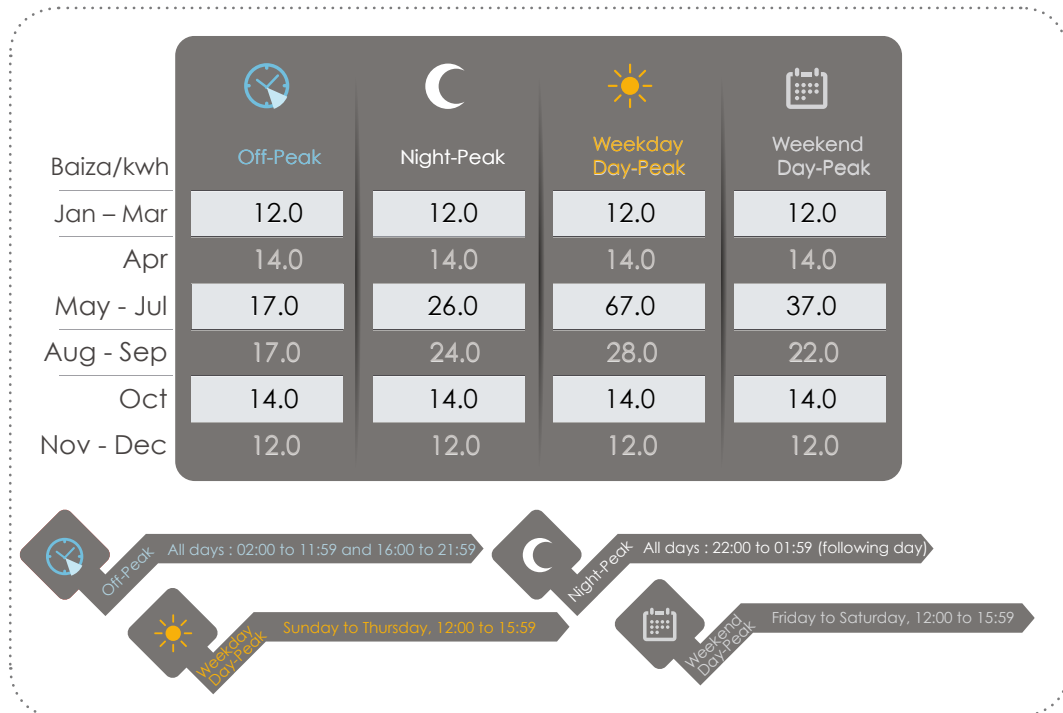 Baiza/kwh Off-Peak Night-Peak Weekday Day-Peak Weekend Day-Peak
Jan – Mar 12.0 12.0 12.0 12.0
Apr 14.0 14.0 14.0 14.0
May - Jul 17.0 26.0 67.0 37.0
Aug - Sep 17.0 24.0 28.0 22.0
Oct 14.0 14.0 14.0 14.0
Nov - Dec 12.0 12.0 12.0 12.0
Off-Peak All days : 02:00 to 11:59 and 16:00 to 21:59
Night-Peak All days : 22:00 to 01:59 (following day)
Weekday Day-Peak Sunday to Thursday, 12:00 to 15:59
Weekend Day-Peak Friday to Saturday, 12:00 to 15:59